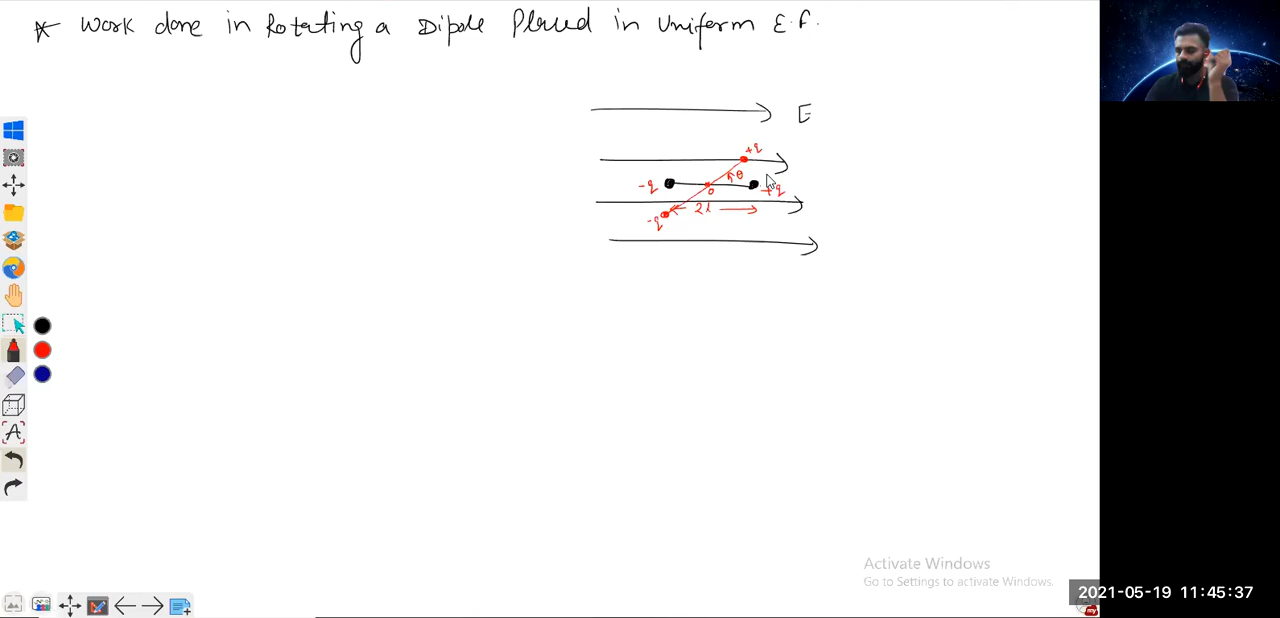 * Work done in Rotating a Dipole Placed in Uniform E.F.
E
+q
θ
-q
+q
o
2l
-q
A
Activate Windows
Go to Settings to activate Windows.
2021-05-19 11:45:37